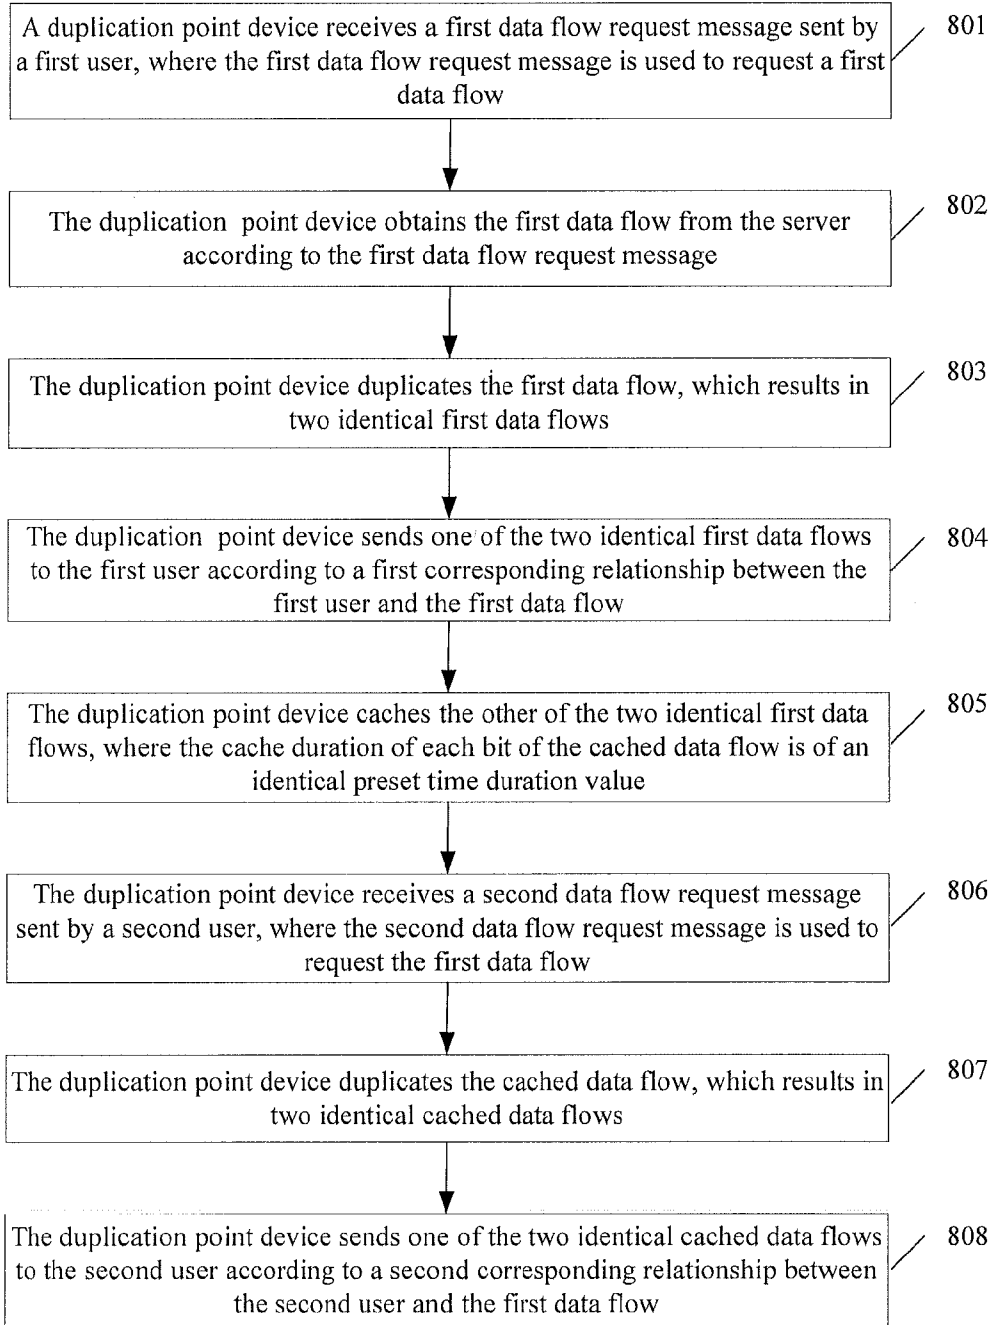 A duplication point device receives a first data flow request message sent by
a first user, where the first data flow request message is used to request a first
data flow
801
The duplication point device obtains the first data flow from the server
according to the first data flow request message
802
The duplication point device duplicates the first data flow, which results in
two identical first data flows
803
The duplication point device sends one of the two identical first data flows
to the first user according to a first corresponding relationship between the
first user and the first data flow
804
The duplication point device caches the other of the two identical first data
flows, where the cache duration of each bit of the cached data flow is of an
identical preset time duration value
805
The duplication point device receives a second data flow request message
sent by a second user, where the second data flow request message is used to
request the first data flow
806
The duplication point device duplicates the cached data flow, which results in
two identical cached data flows
807
The duplication point device sends one of the two identical cached data flows
to the second user according to a second corresponding relationship between
the second user and the first data flow
808